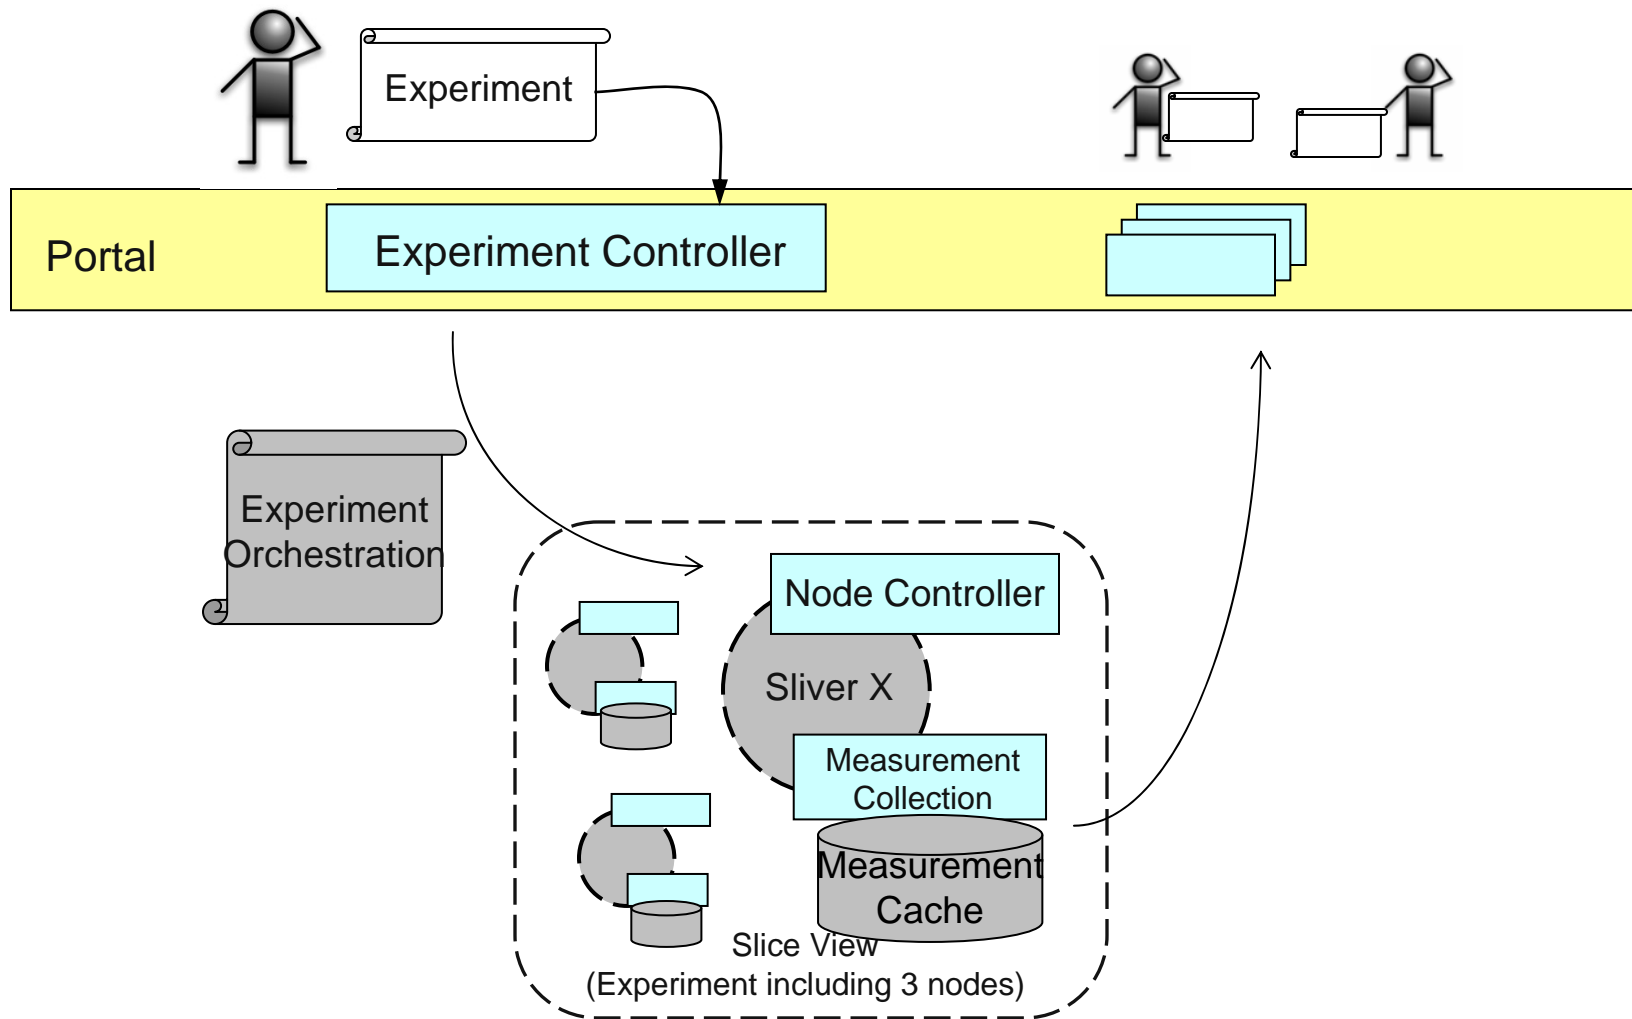 Experiment
Portal
Experiment Controller
Experiment
Orchestration
Node Controller
Sliver X
Measurement
Collection
Measurement
Cache
Slice View
(Experiment including 3 nodes)